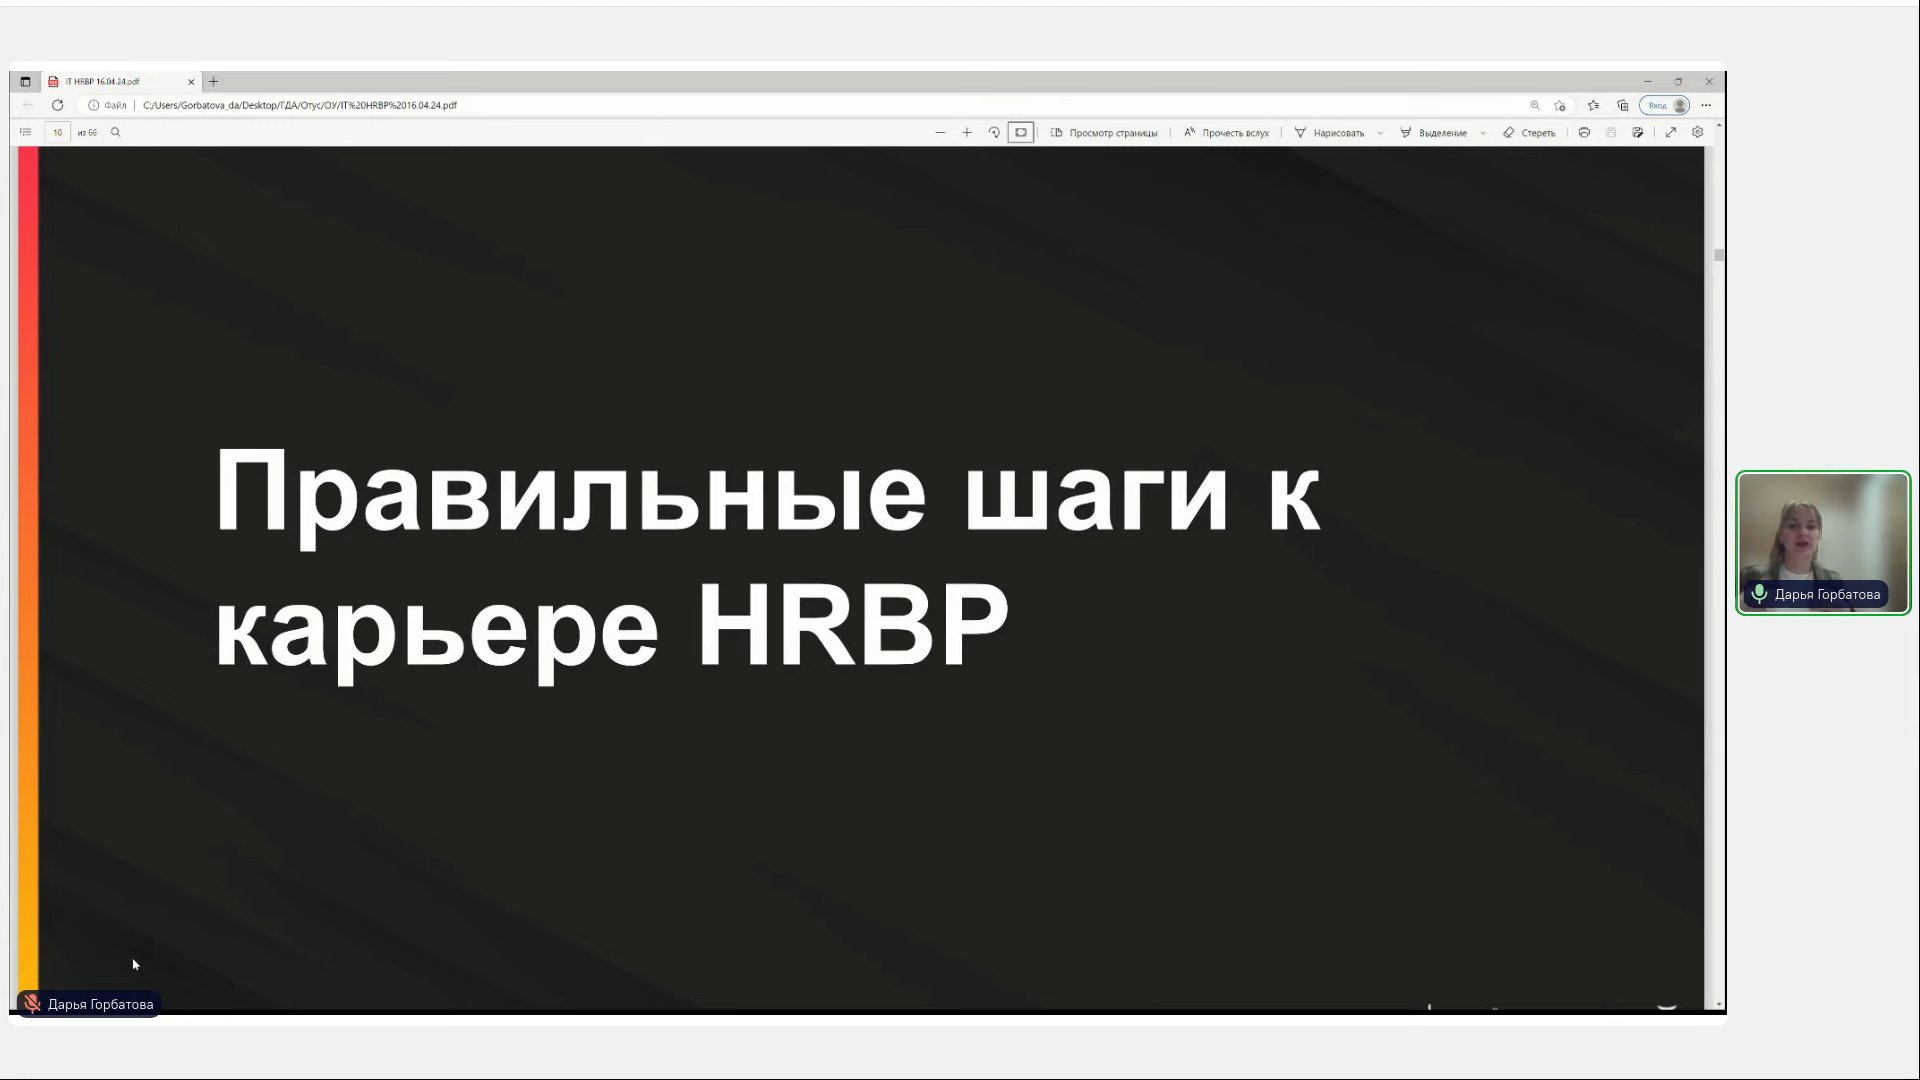 IT HRBP 16.04.24.pdf
Файл
C:/Users/Gorbatova_da/Desktop/ГДА/Отус/ОУ/IT%20HRBP%2016.04.24.pdf
Вход
10 из 66
Просмотр страницы
Прочесть вслух
Нарисовать
Выделение
Стереть
Правильные шаги к
карьере HRBP
Дарья Горбатова
Дарья Горбатова